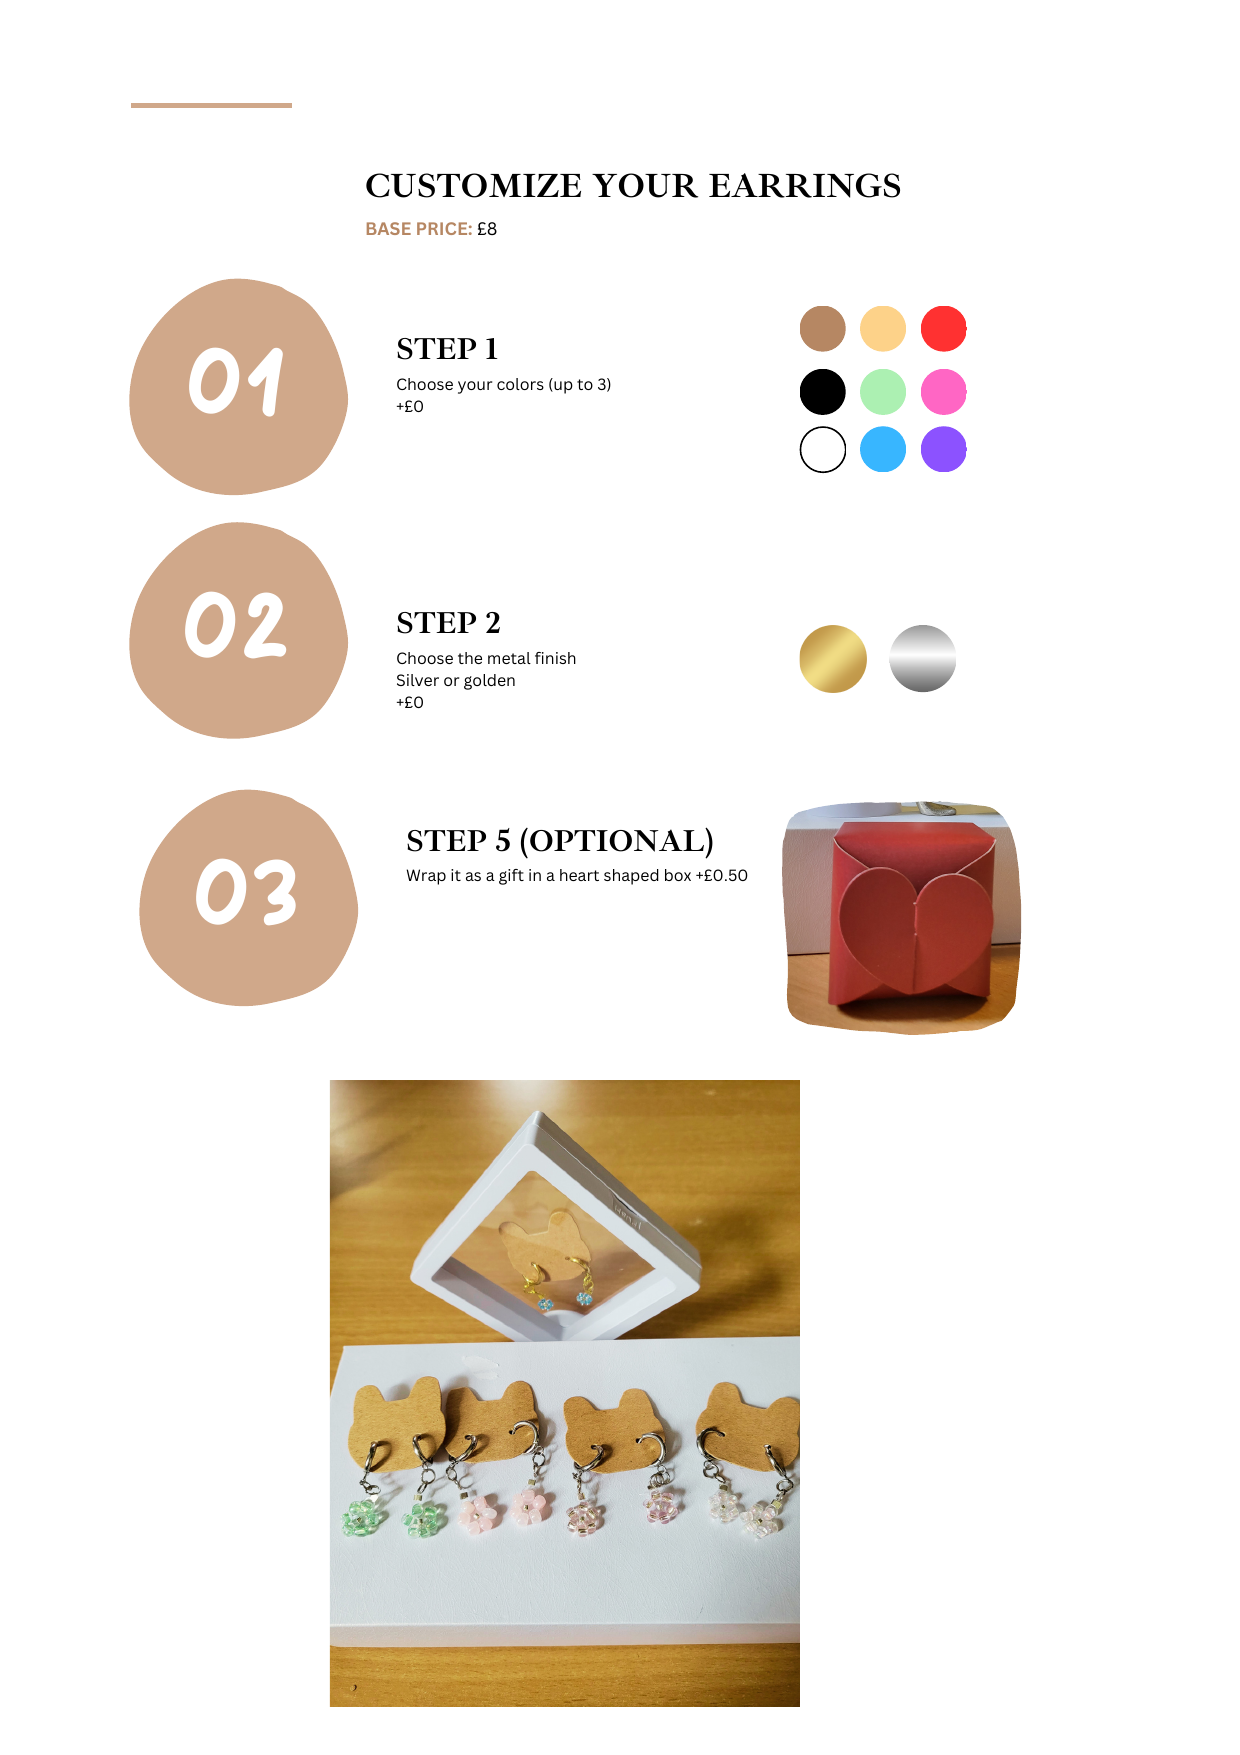 CUSTOMIZE YOUR EARRINGS
BASE PRICE: £8
01
STEP 1
Choose your colors (up to 3)
+£0
02
STEP 2
Choose the metal finish
Silver or golden
+£0
03
STEP 5 (OPTIONAL)
Wrap it as a gift in a heart shaped box +£0.50